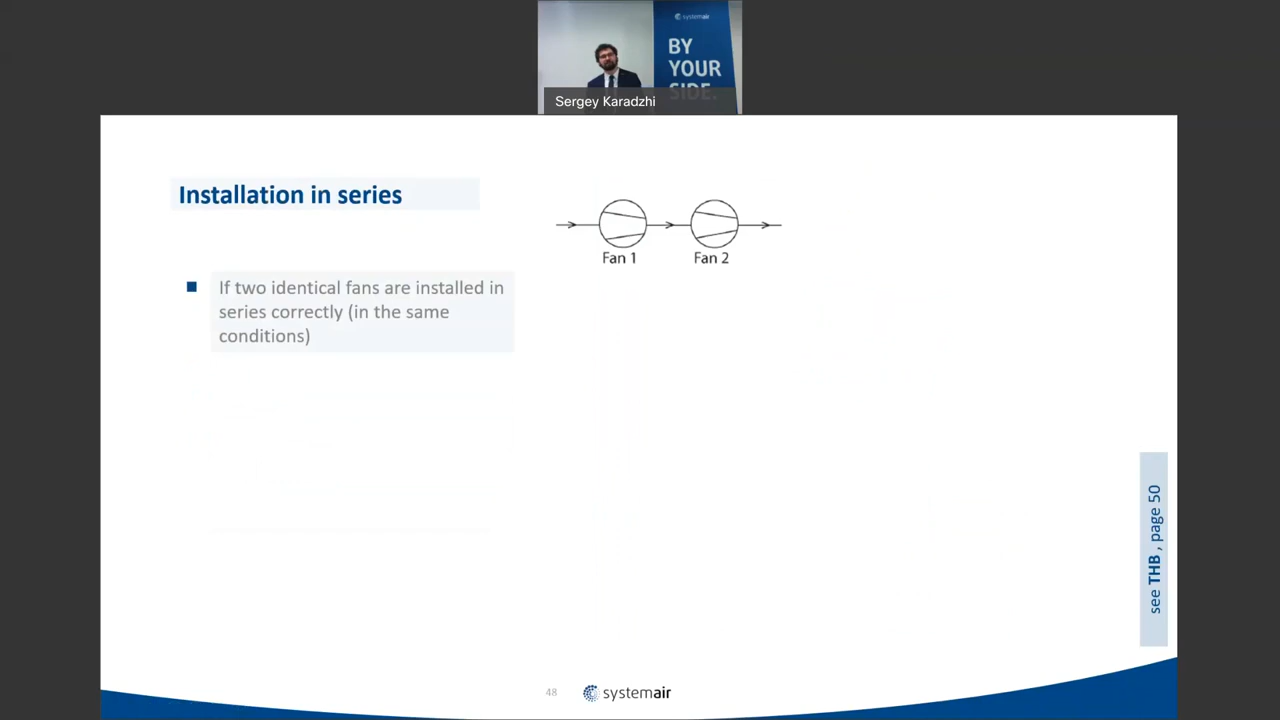 systemair
BY
YOUR
SIDE.
Sergey Karadzhi
Installation in series
Fan 1
Fan 2
If two identical fans are installed in
series correctly (in the same
conditions)
see THB , page 50
48
systemair